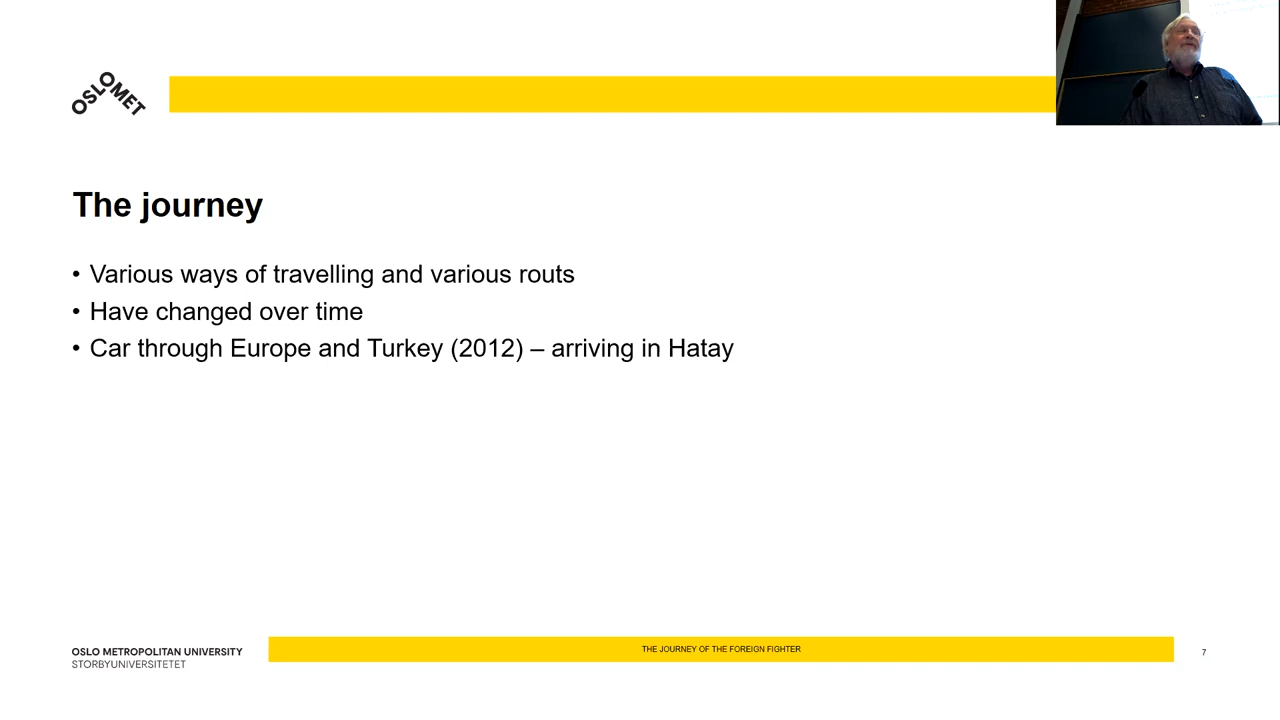 OSLOMET
The journey
• Various ways of travelling and various routs
• Have changed over time
• Car through Europe and Turkey (2012) – arriving in Hatay
OSLO METROPOLITAN UNIVERSITY
STORBYUNIVERSITETET
THE JOURNEY OF THE FOREIGN FIGHTER
7